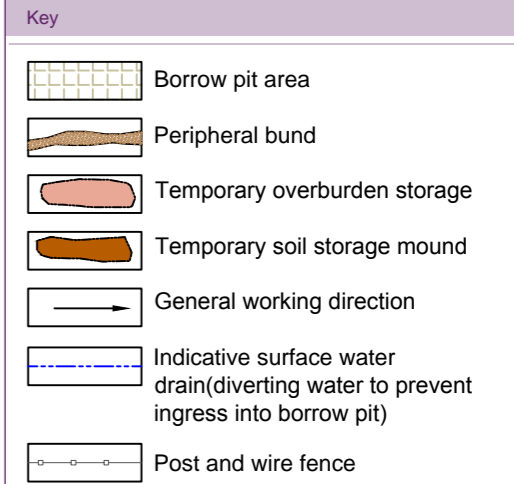 Key
Borrow pit area
Peripheral bund
Temporary overburden storage
Temporary soil storage mound
General working direction
Indicative surface water
drain(diverting water to prevent
ingress into borrow pit)
Post and wire fence